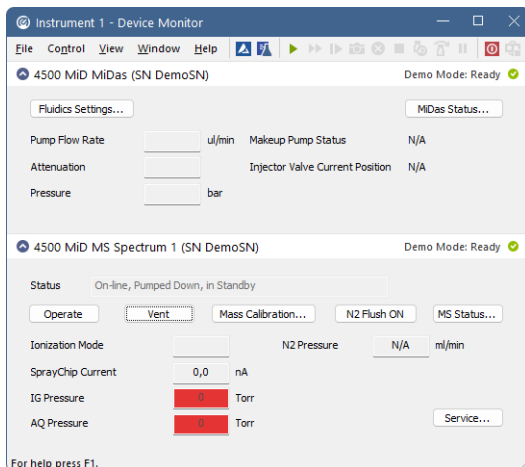 Instrument 1 - Device Monitor
File Control View Window Help
4500 MiD MiDas (SN DemoSN) Demo Mode: Ready
Fluidics Settings... MiDas Status...
Pump Flow Rate ul/min Makeup Pump Status N/A
Attenuation Injector Valve Current Position N/A
Pressure bar
4500 MiD MS Spectrum 1 (SN DemoSN) Demo Mode: Ready
Status On-line, Pumped Down, in Standby
Operate Vent Mass Calibration... N2 Flush ON MS Status...
Ionization Mode N2 Pressure N/A ml/min
SprayChip Current 0,0 nA
IG Pressure 0 Torr
AQ Pressure 0 Torr
Service...
For help press F1.